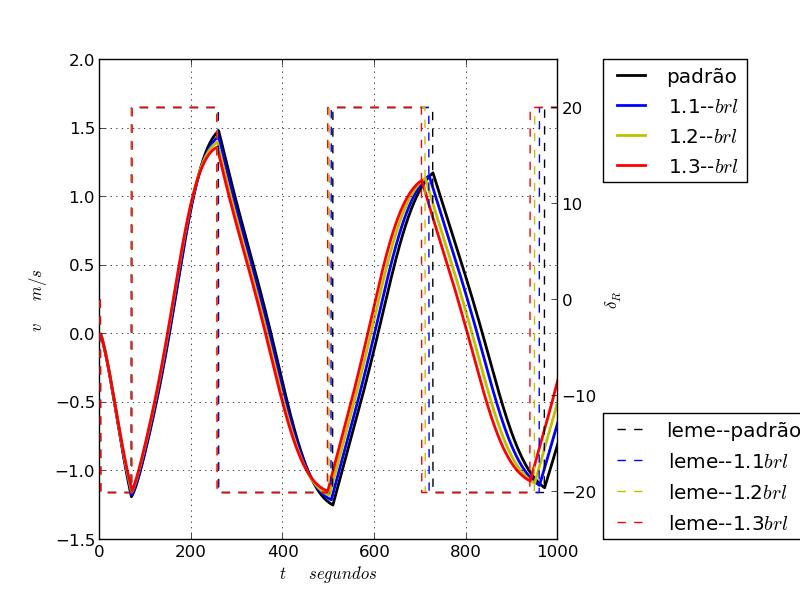 2.0
1.5
1.0
0.5
0.0
−0.5
−1.0
−1.5
v m/s
0
200
400
600
800
1000
t segundos
20
10
0
−10
−20
δ_R
padrão
1.1--brl
1.2--brl
1.3--brl
leme--padrão
leme--1.1brl
leme--1.2brl
leme--1.3brl